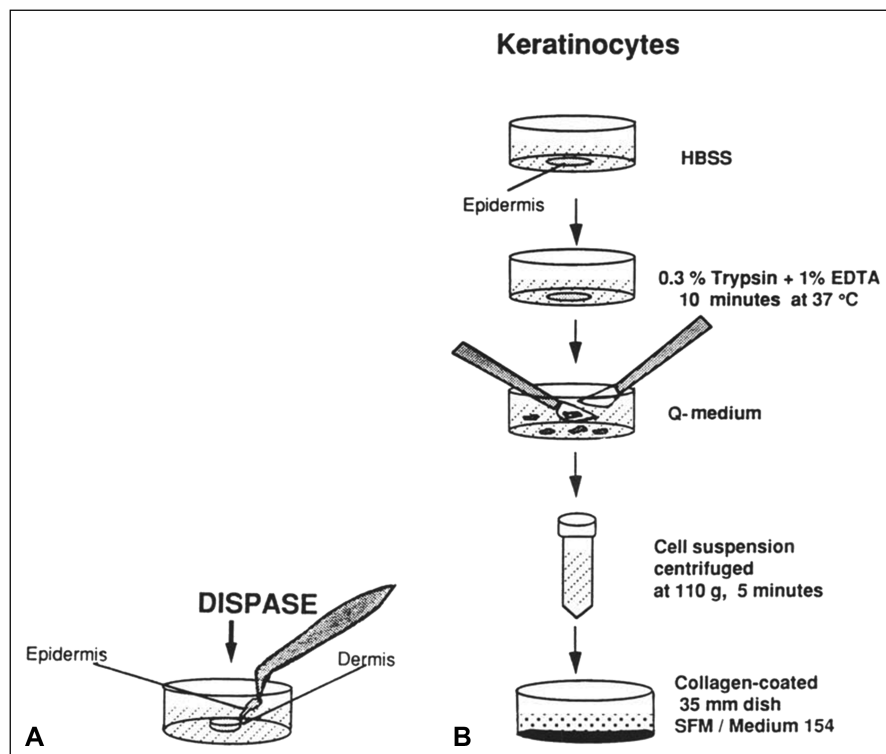 Keratinocytes
HBSS
Epidermis
0.3 % Trypsin + 1% EDTA
10 minutes at 37 °C
Q-medium
Cell suspension
centrifuged
at 110 g, 5 minutes
Collagen-coated
35 mm dish
SFM / Medium 154
B
DISPASE
Epidermis
Dermis
A